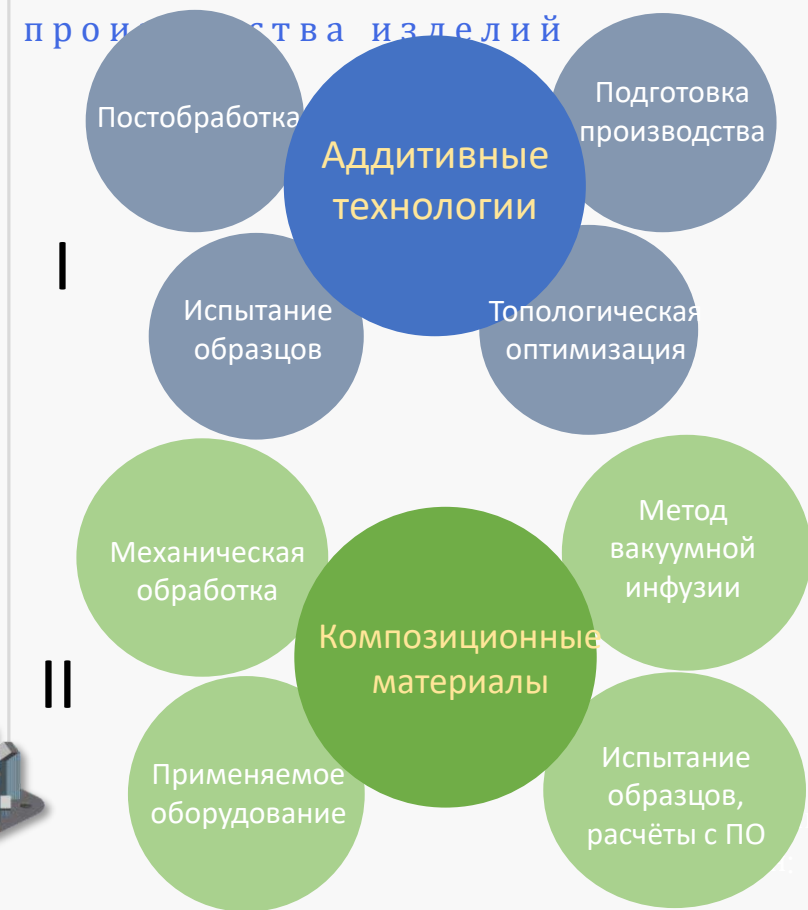 изделий
Постобработка
Аддитивные
технологии
Подготовка
производства
I
Испытание
образцов
Топологическая
оптимизация
Механическая
обработка
Метод
вакуумной
инфузии
Композиционные
материалы
II
Применяемое
оборудование
Испытание
образцов,
расчёты с ПО